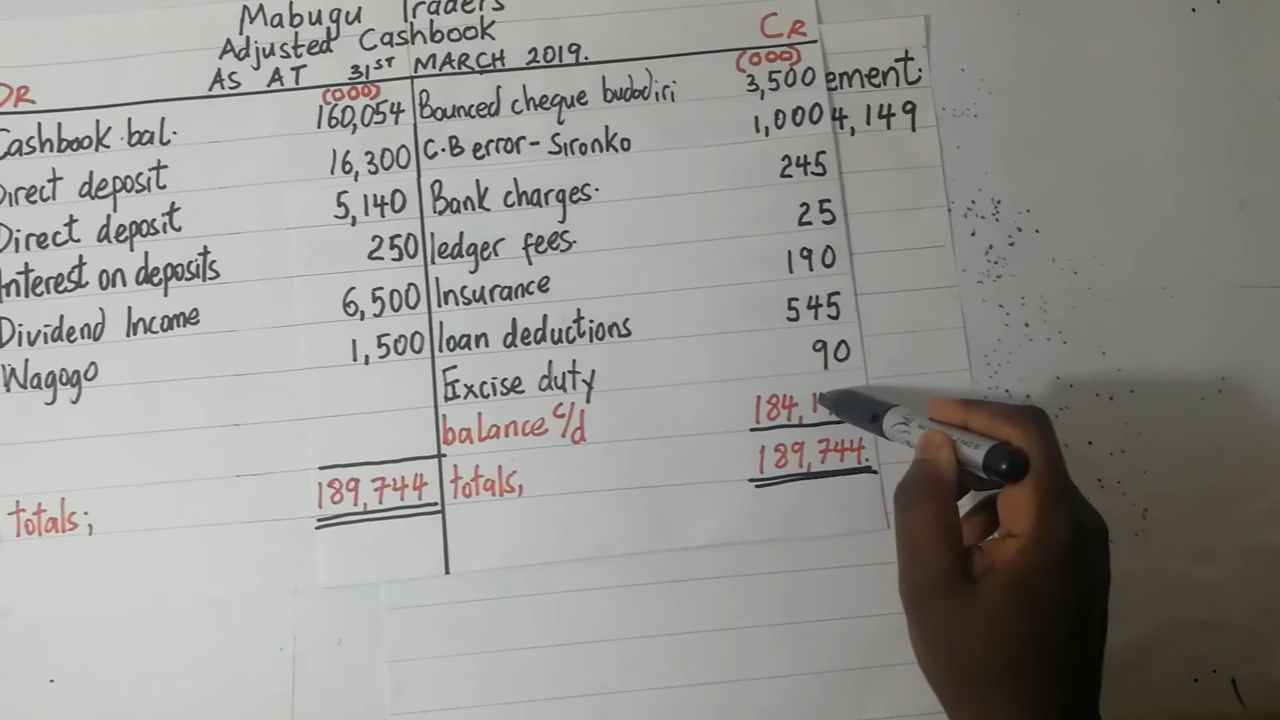 Mabugu Traders
Adjusted Cashbook
AS AT 31ST MARCH 2019.
DR CR
(000) (000)
Cashbook bal. 160,054 Bounced cheque budadiri 3,500 ement.
Direct deposit 16,300 C.B error - Sironko 1,000 4,149
Direct deposit 5,140 Bank charges. 245
Interest on deposits 250 ledger fees. 25
Dividend Income 6,500 Insurance 190
Wagogo 1,500 loan deductions 545
Excise duty 90
balance c/d 184,1
totals; 189,744 totals, 189,744.